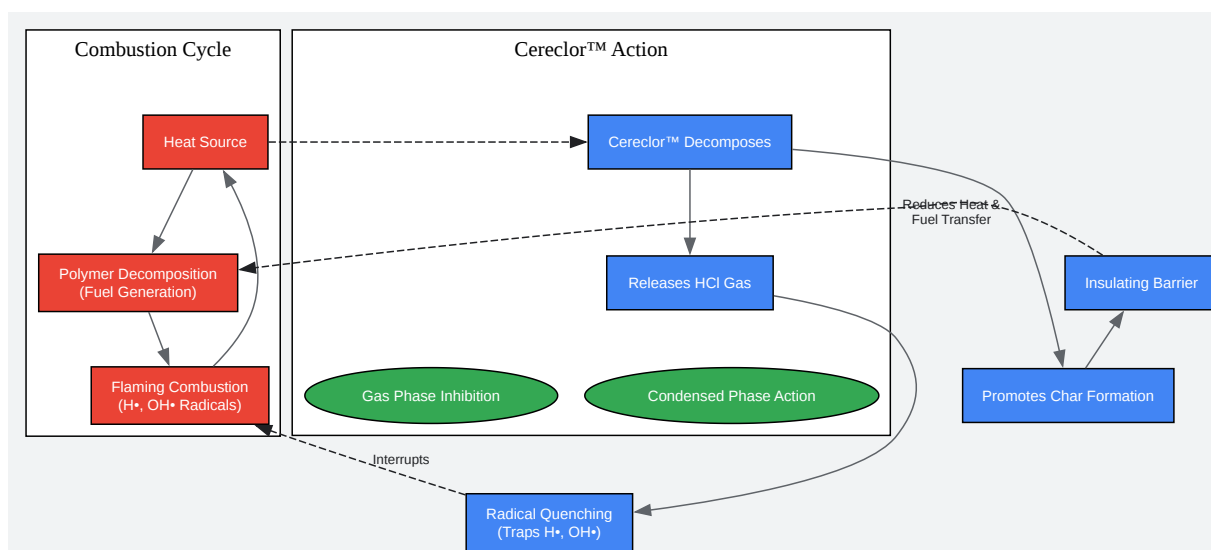 Combustion Cycle
Cereclor™ Action
Heat Source
Cereclor™ Decomposes
Reduces Heat &
Fuel Transfer
Polymer Decomposition
(Fuel Generation)
Releases HCl Gas
Insulating Barrier
Flaming Combustion
(H•, OH• Radicals)
Gas Phase Inhibition
Condensed Phase Action
Promotes Char Formation
Interrupts
Radical Quenching
(Traps H•, OH•)